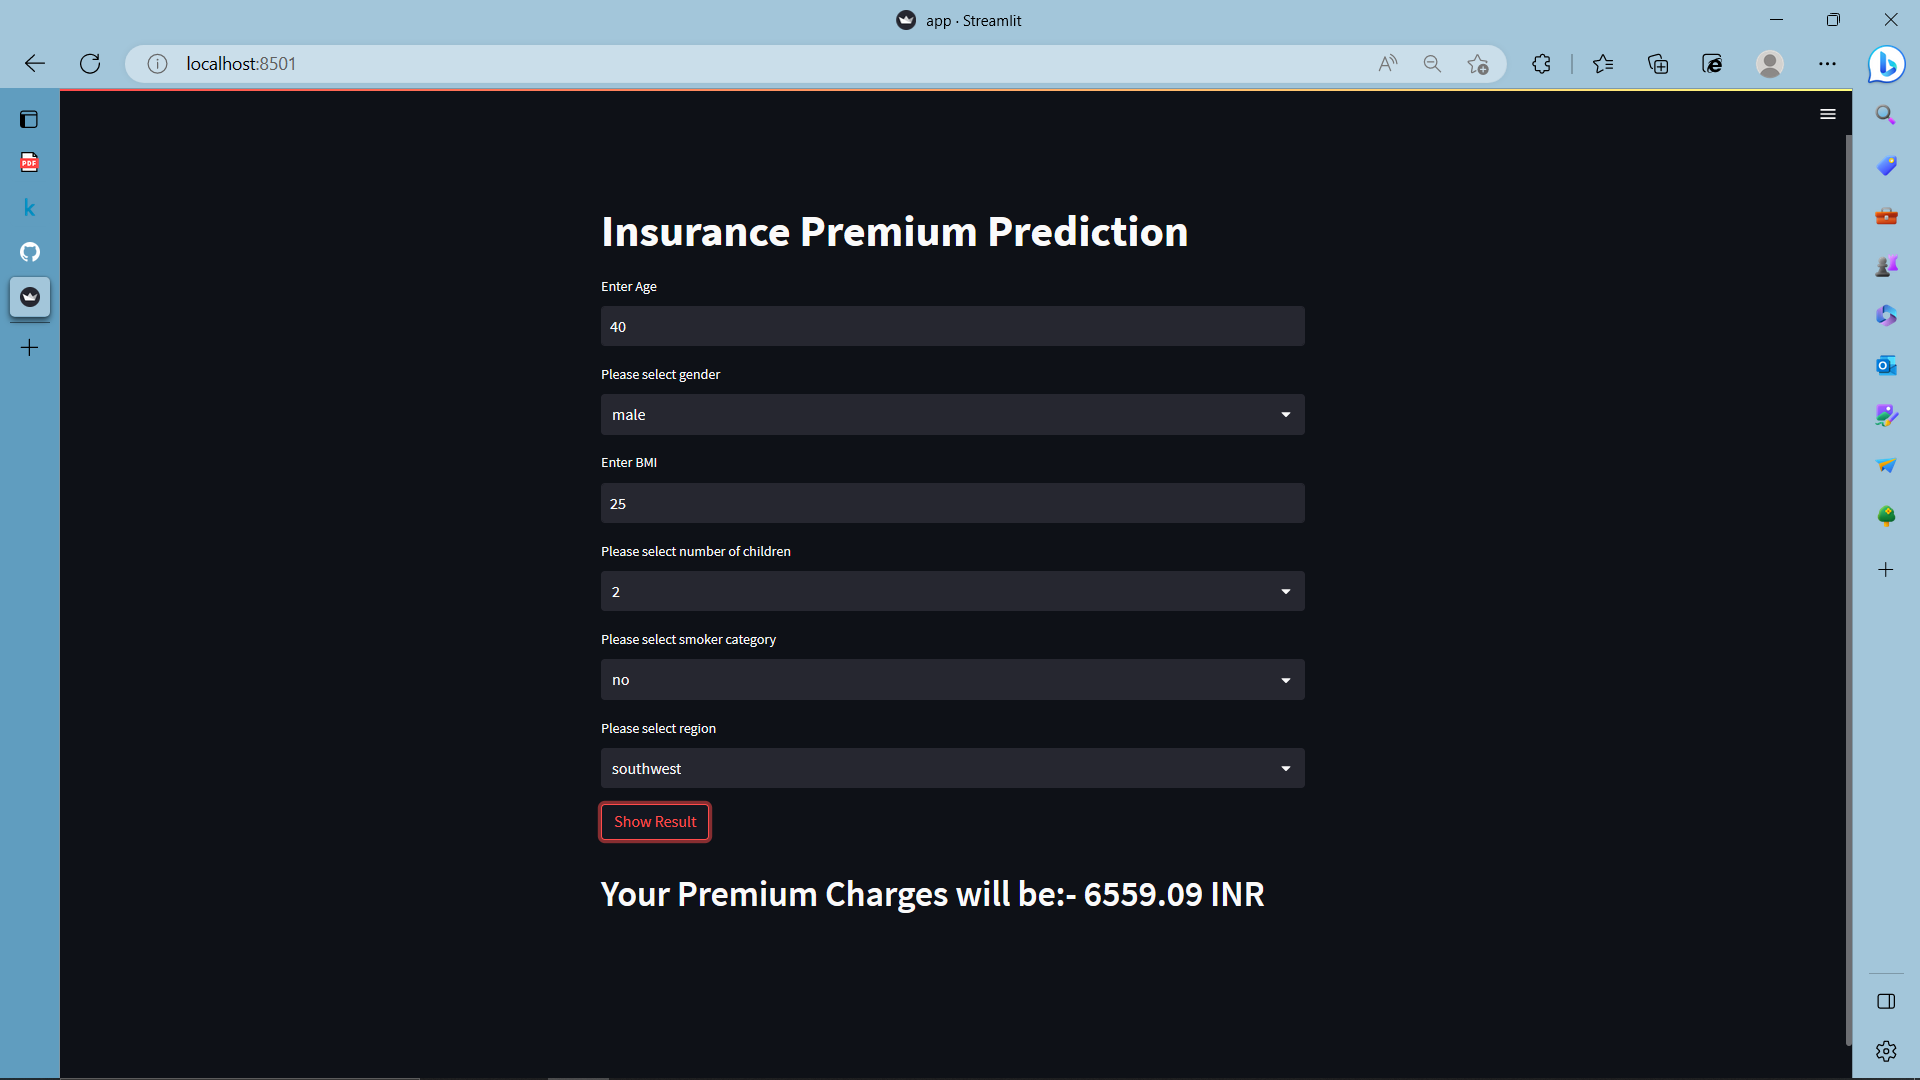 app · Streamlit
localhost:8501
Insurance Premium Prediction
Enter Age
40
Please select gender
male
Enter BMI
25
Please select number of children
2
Please select smoker category
no
Please select region
southwest
Show Result
Your Premium Charges will be:- 6559.09 INR
PDF
k